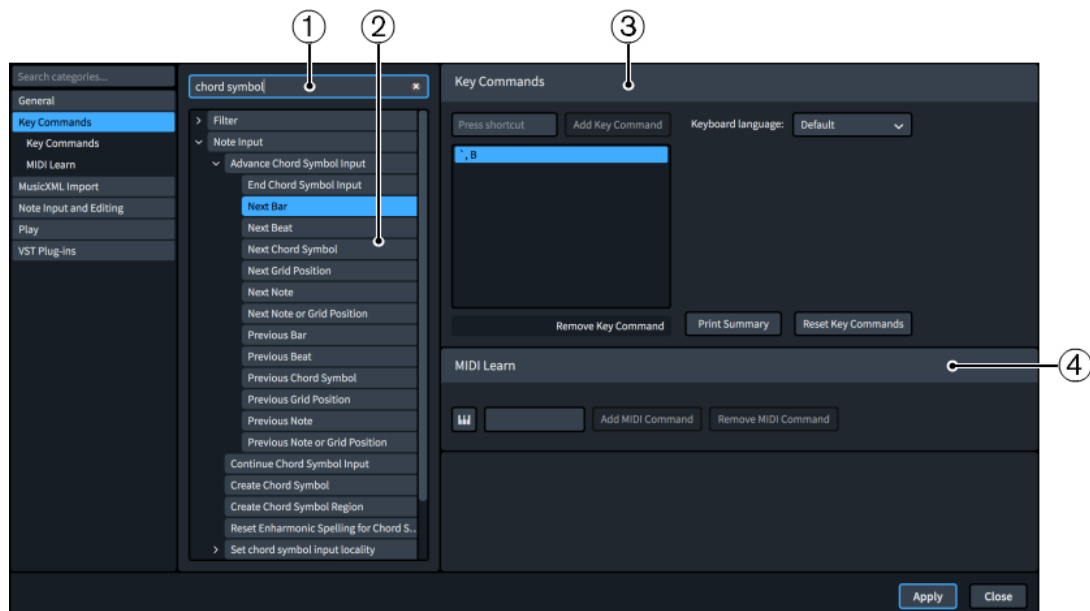 1 2 3
Search categories...
General
Key Commands
Key Commands
MIDI Learn
MusicXML Import
Note Input and Editing
Play
VST Plug-ins
chord symbol
Filter
Note Input
Advance Chord Symbol Input
End Chord Symbol Input
Next Bar
Next Beat
Next Chord Symbol
Next Grid Position
Next Note
Next Note or Grid Position
Previous Bar
Previous Beat
Previous Chord Symbol
Previous Grid Position
Previous Note
Previous Note or Grid Position
Continue Chord Symbol Input
Create Chord Symbol
Create Chord Symbol Region
Reset Enharmonic Spelling for Chord S..
Set chord symbol input locality
Key Commands
Press shortcut Add Key Command Keyboard language: Default
`, B
Remove Key Command Print Summary Reset Key Commands
MIDI Learn 4
Add MIDI Command Remove MIDI Command
Apply Close